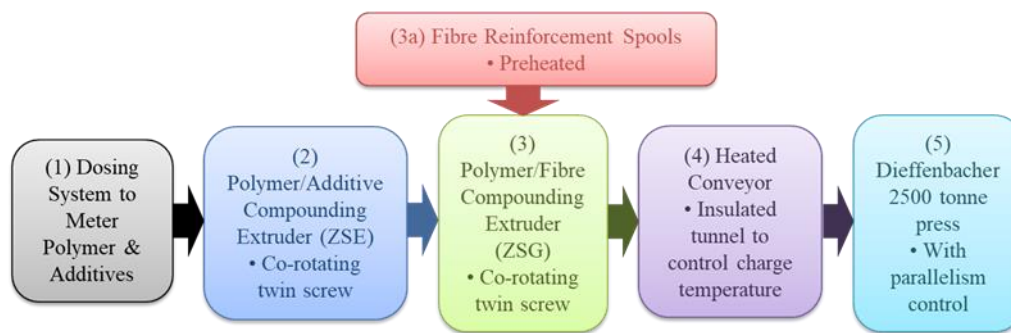 (3a) Fibre Reinforcement Spools
• Preheated
(1) Dosing
System to
Meter
Polymer &
Additives
(2)
Polymer/Additive
Compounding
Extruder (ZSE)
• Co-rotating
twin screw
(3)
Polymer/Fibre
Compounding
Extruder
(ZSG)
• Co-rotating
twin screw
(4) Heated
Conveyor
• Insulated
tunnel to
control charge
temperature
(5)
Dieffenbacher
2500 tonne
press
• With
parallelism
control